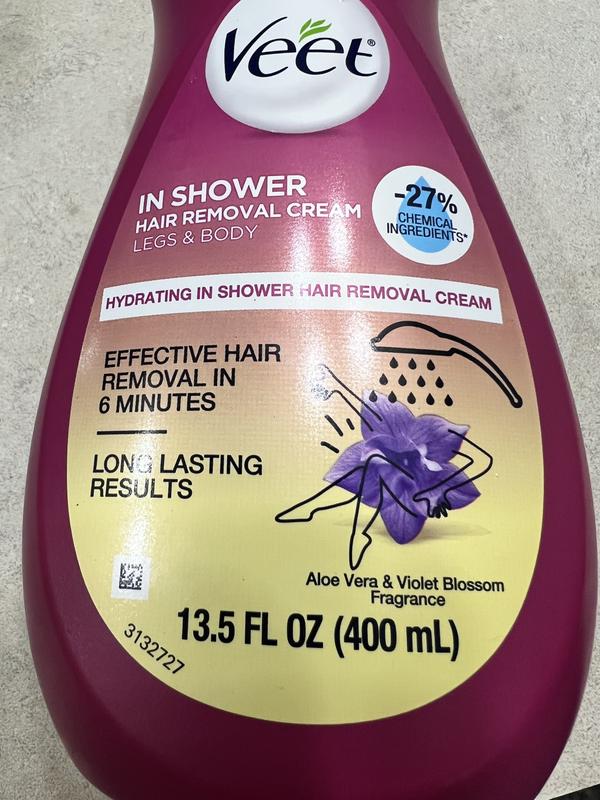 Veet®
IN SHOWER
HAIR REMOVAL CREAM
LEGS & BODY
-27%
CHEMICAL
INGREDIENTS*
HYDRATING IN SHOWER HAIR REMOVAL CREAM
EFFECTIVE HAIR
REMOVAL IN
6 MINUTES
LONG LASTING
RESULTS
Aloe Vera & Violet Blossom
Fragrance
13.5 FL OZ (400 mL)
3132727